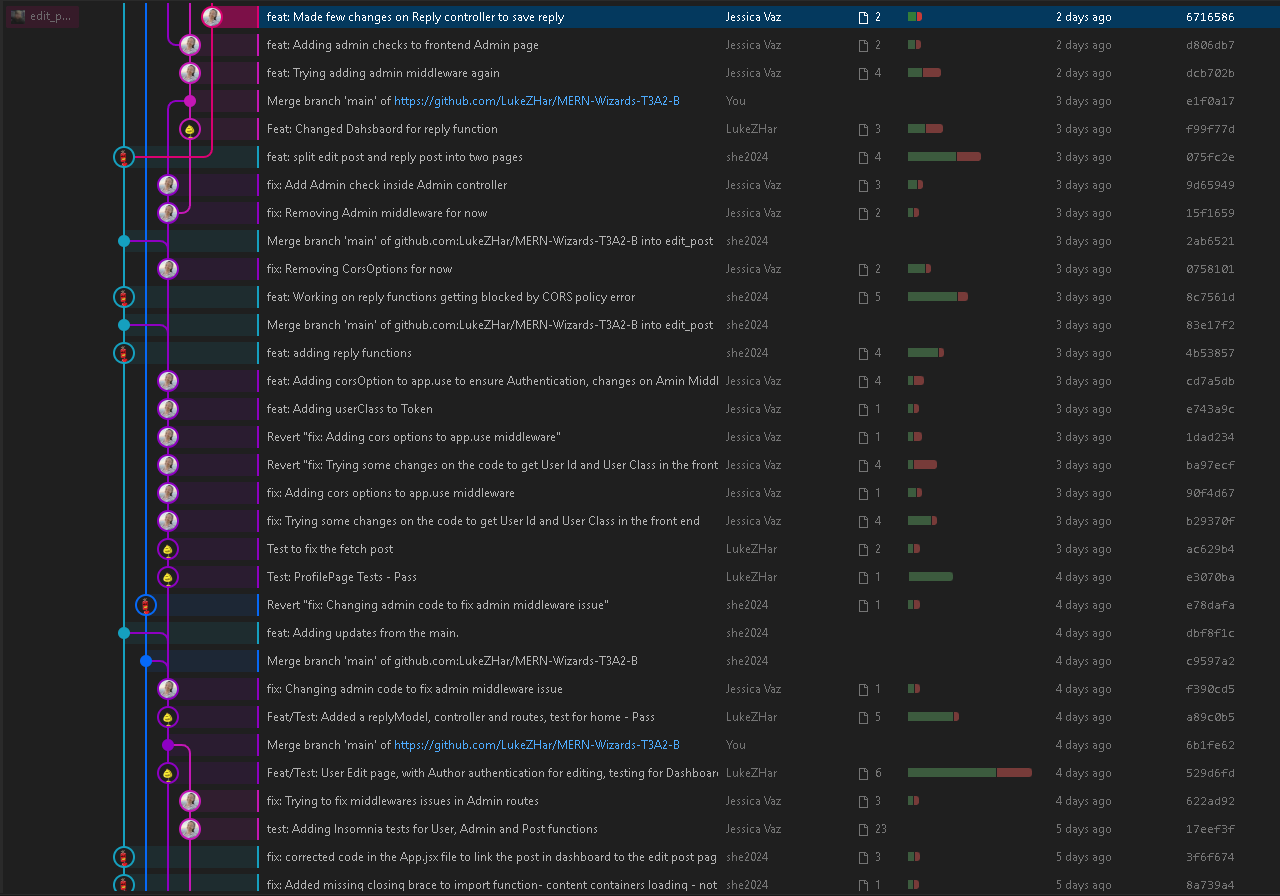 edit_p... feat: Made few changes on Reply controller to save reply Jessica Vaz 2 2 days ago 6716586
feat: Adding admin checks to frontend Admin page Jessica Vaz 2 2 days ago d806db7
feat: Trying adding admin middleware again Jessica Vaz 4 2 days ago dcb702b
Merge branch 'main' of https://github.com/LukeZHar/MERN-Wizards-T3A2-B You 3 days ago e1f0a17
Feat: Changed Dahsbaord for reply function LukeZHar 3 3 days ago f99f77d
feat: split edit post and reply post into two pages she2024 4 3 days ago 075fc2e
fix: Add Admin check inside Admin controller Jessica Vaz 3 3 days ago 9d65949
fix: Removing Admin middleware for now Jessica Vaz 2 3 days ago 15f1659
Merge branch 'main' of github.com:LukeZHar/MERN-Wizards-T3A2-B into edit_post she2024 3 days ago 2ab6521
fix: Removing CorsOptions for now Jessica Vaz 2 3 days ago 0758101
feat: Working on reply functions getting blocked by CORS policy error she2024 5 3 days ago 8c7561d
Merge branch 'main' of github.com:LukeZHar/MERN-Wizards-T3A2-B into edit_post she2024 3 days ago 83e17f2
feat: adding reply functions she2024 4 3 days ago 4b53857
feat: Adding corsOption to app.use to ensure Authentication, changes on Amin Middl Jessica Vaz 4 3 days ago cd7a5db
feat: Adding userClass to Token Jessica Vaz 1 3 days ago e743a9c
Revert "fix: Adding cors options to app.use middleware" Jessica Vaz 1 3 days ago 1dad234
Revert "fix: Trying some changes on the code to get User Id and User Class in the front Jessica Vaz 4 3 days ago ba97ecf
fix: Adding cors options to app.use middleware Jessica Vaz 1 3 days ago 90f4d67
fix: Trying some changes on the code to get User Id and User Class in the front end Jessica Vaz 4 3 days ago b29370f
Test to fix the fetch post LukeZHar 2 3 days ago ac629b4
Test: ProfilePage Tests - Pass LukeZHar 1 4 days ago e3070ba
Revert "fix: Changing admin code to fix admin middleware issue" she2024 1 4 days ago e78dafa
feat: Adding updates from the main. she2024 4 days ago dbf8f1c
Merge branch 'main' of github.com:LukeZHar/MERN-Wizards-T3A2-B she2024 4 days ago c9597a2
fix: Changing admin code to fix admin middleware issue Jessica Vaz 1 4 days ago f390cd5
Feat/Test: Added a replyModel, controller and routes, test for home - Pass LukeZHar 5 4 days ago a89c0b5
Merge branch 'main' of https://github.com/LukeZHar/MERN-Wizards-T3A2-B You 4 days ago 6b1fe62
Feat/Test: User Edit page, with Author authentication for editing, testing for Dashboar LukeZHar 6 4 days ago 529d6fd
fix: Trying to fix middlewares issues in Admin routes Jessica Vaz 3 4 days ago 622ad92
test: Adding Insomnia tests for User, Admin and Post functions Jessica Vaz 23 5 days ago 17eef3f
fix: corrected code in the App.jsx file to link the post in dashboard to the edit post pag she2024 3 5 days ago 3f6f674
fix: Added missing closing brace to import function- content containers loading - not she2024 1 5 days ago 8a739a4